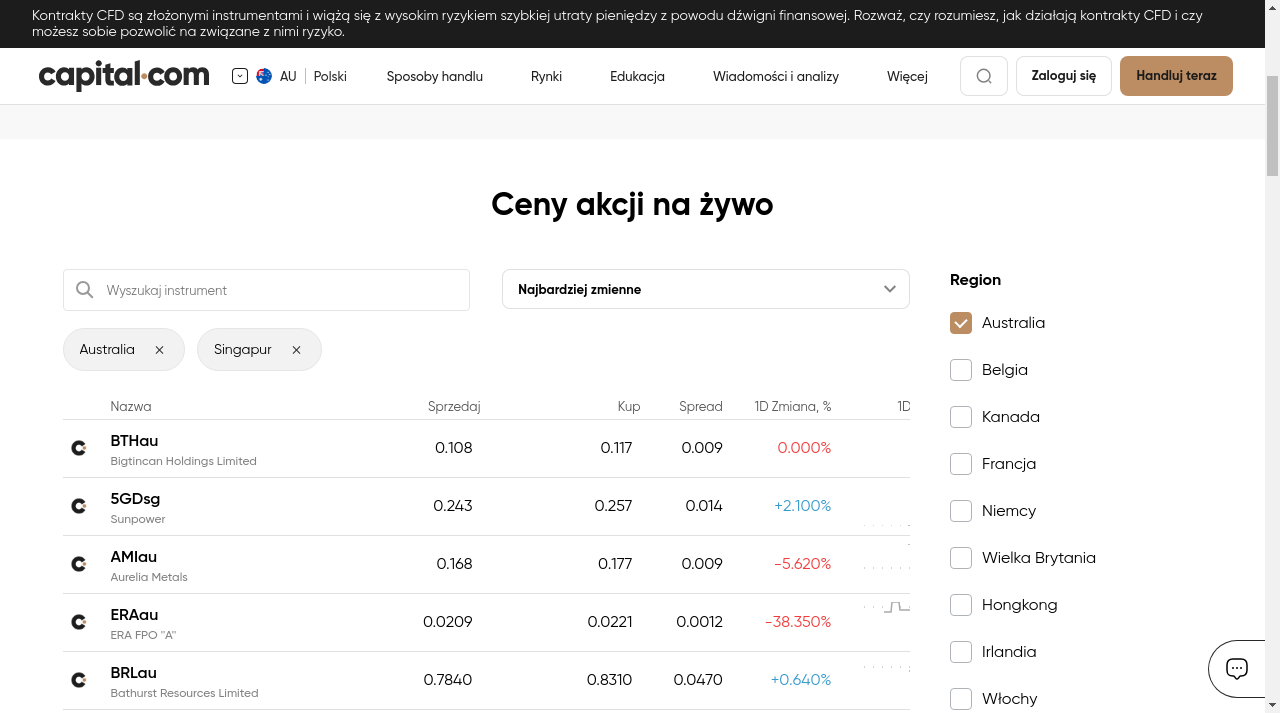 Kontrakty CFD są złożonymi instrumentami i wiążą się z wysokim ryzykiem szybkiej utraty pieniędzy z powodu dźwigni finansowej. Rozważ, czy rozumiesz, jak działają kontrakty CFD i czy
możesz sobie pozwolić na związane z nimi ryzyko.
capital.com AU Polski Sposoby handlu Rynki Edukacja Wiadomości i analizy Więcej Zaloguj się Handluj teraz
Ceny akcji na żywo
Wyszukaj instrument Najbardziej zmienne
Australia Singapur
Nazwa Sprzedaj Kup Spread 1D Zmiana, % 1D
BTHau 0.108 0.117 0.009 0.000%
Bigtincan Holdings Limited
5GDsg 0.243 0.257 0.014 +2.100%
Sunpower
AMIau 0.168 0.177 0.009 -5.620%
Aurelia Metals
ERAau 0.0209 0.0221 0.0012 -38.350%
ERA FPO "A"
BRLau 0.7840 0.8310 0.0470 +0.640%
Bathurst Resources Limited
Region
Australia
Belgia
Kanada
Francja
Niemcy
Wielka Brytania
Hongkong
Irlandia
Włochy